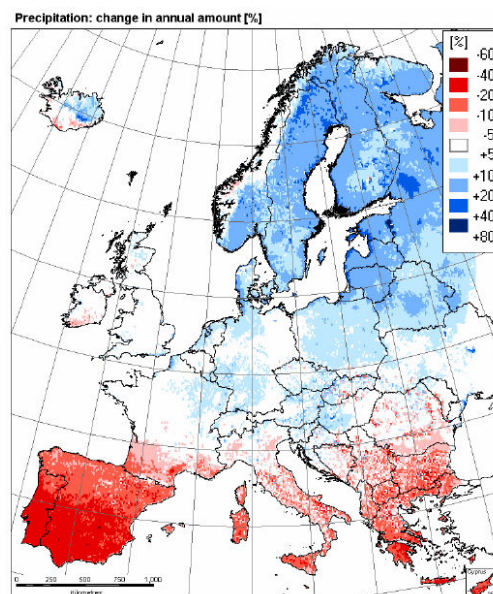 Precipitation: change in annual amount [%]
[%]
-60
-40
-20
-10
-5
+5
+10
+20
+40
+80
0 250 500 750 1,000
Kilometres
Cyprus